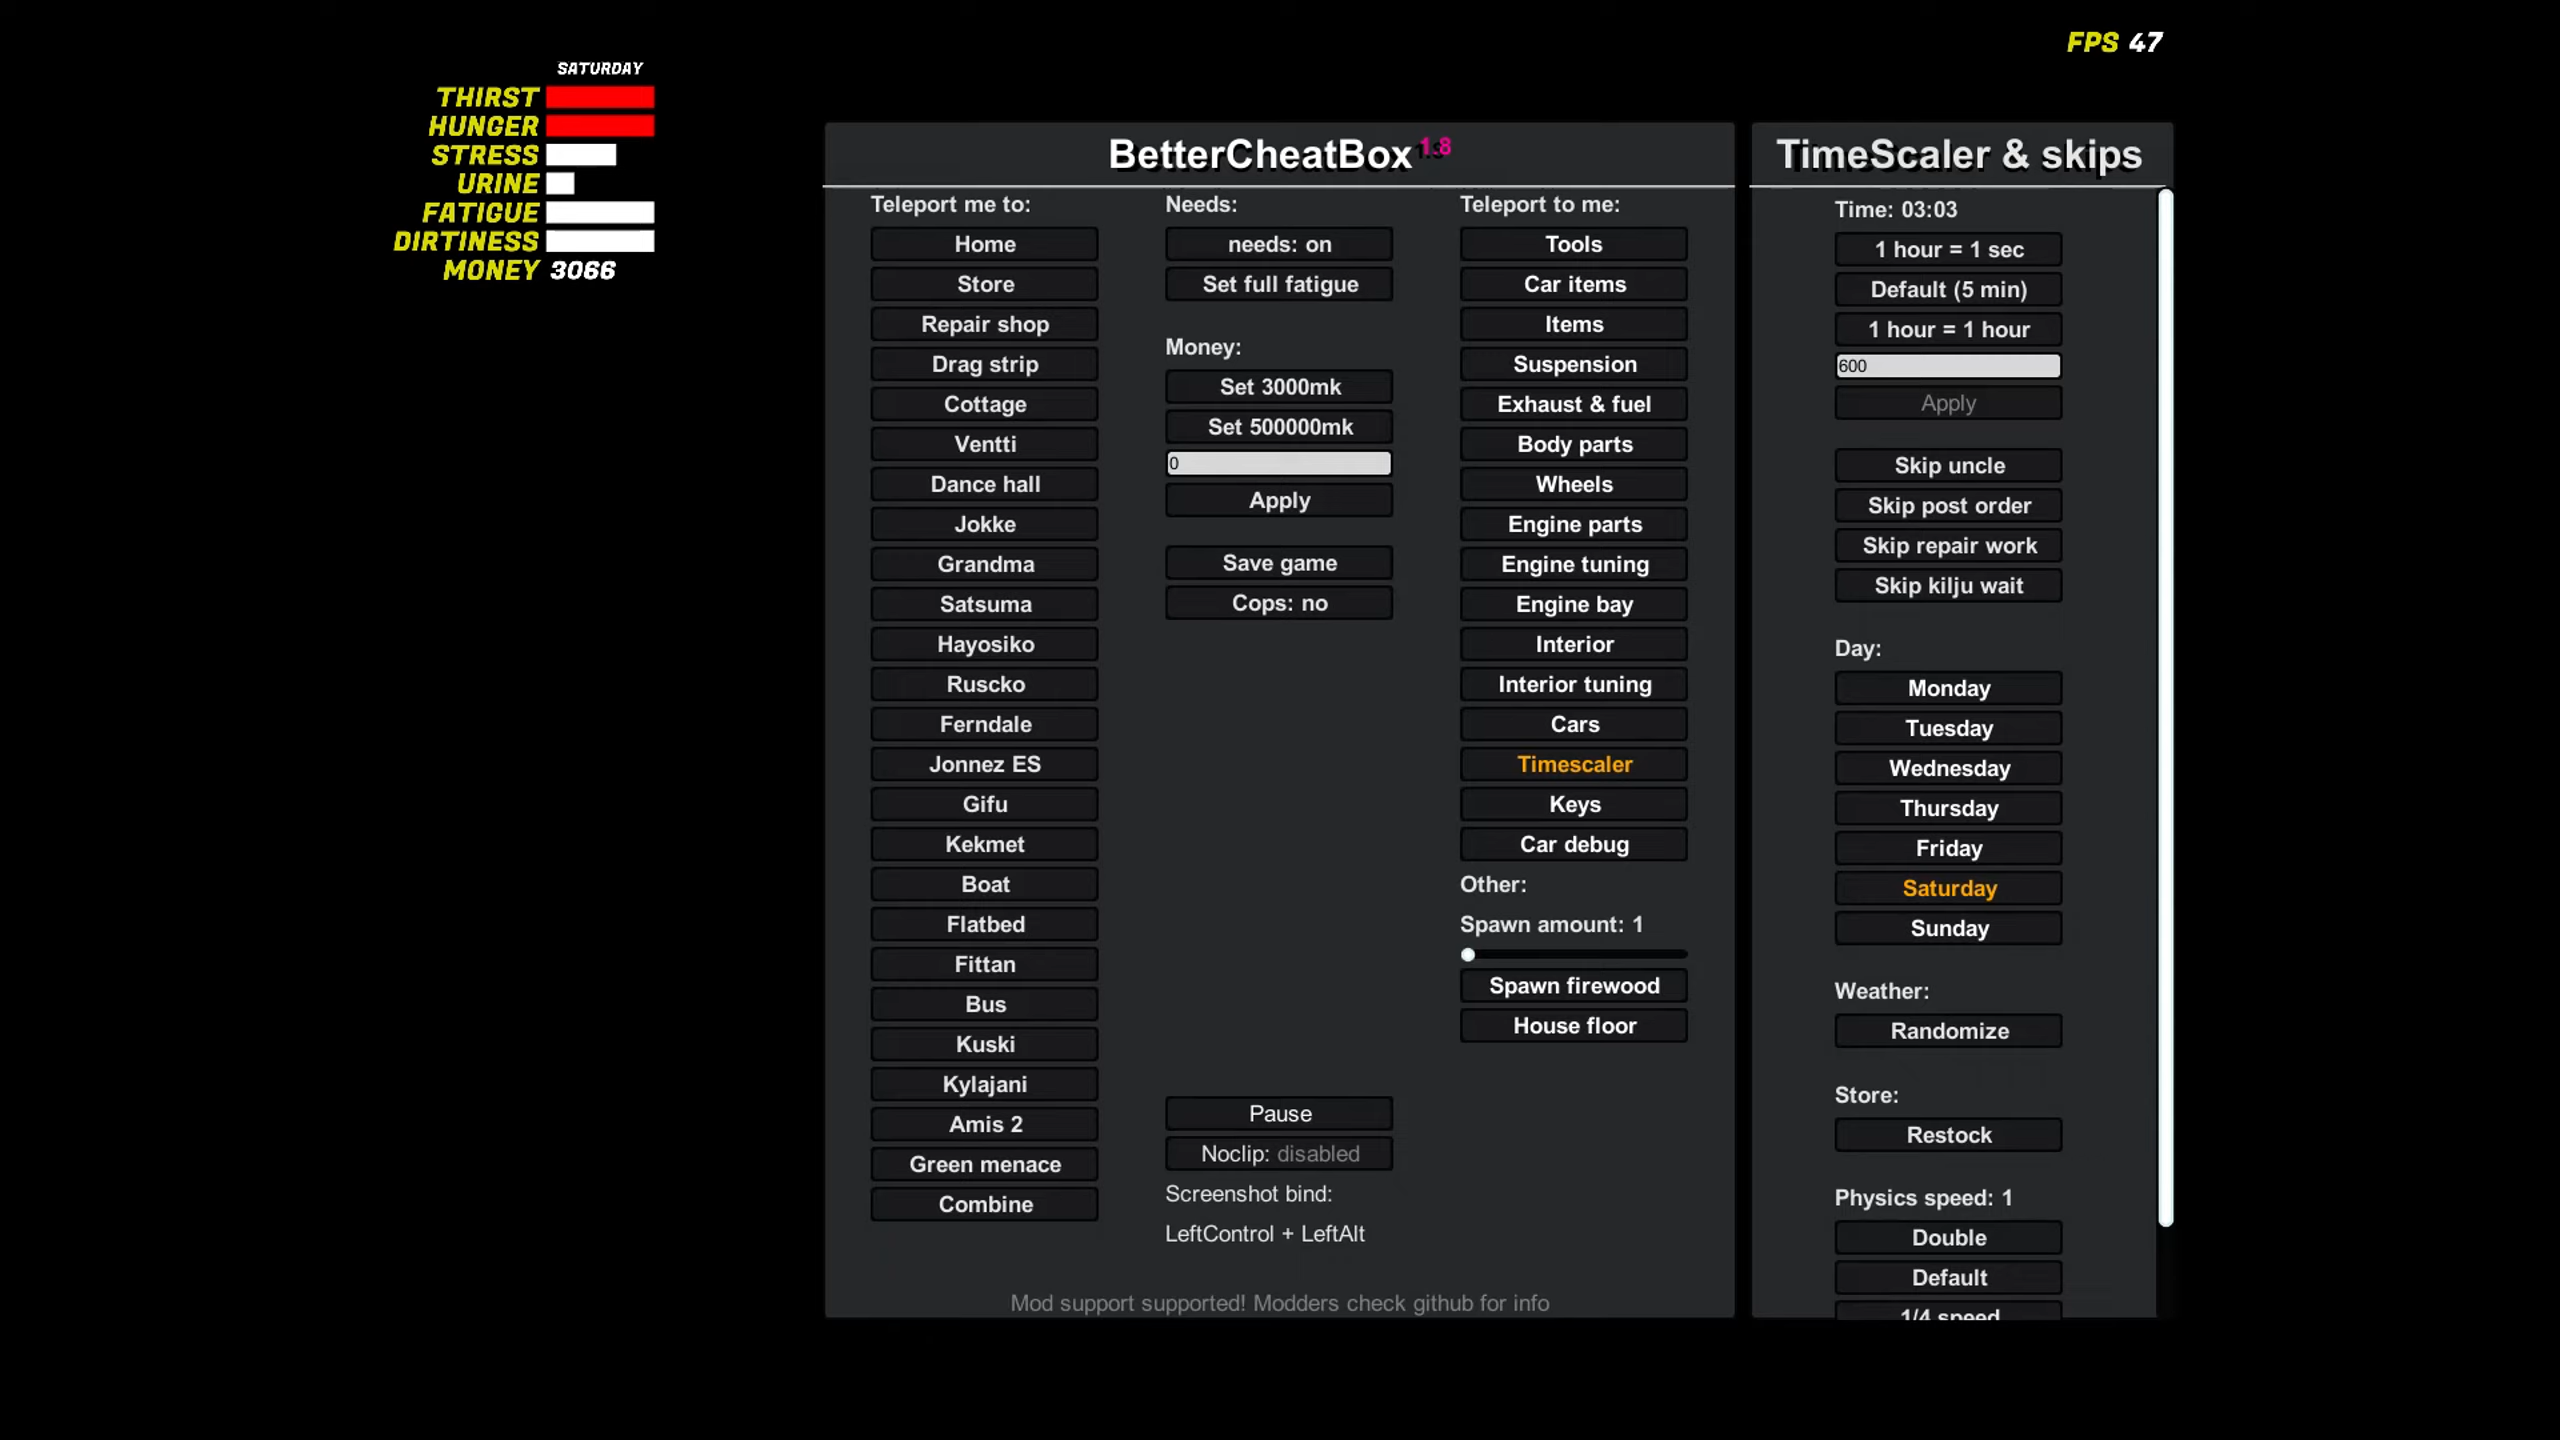 SATURDAY
THIRST
HUNGER
STRESS
URINE
FATIGUE
DIRTINESS
MONEY 3066
FPS 47
BetterCheatBox 1.8
Teleport me to:
Home
Store
Repair shop
Drag strip
Cottage
Ventti
Dance hall
Jokke
Grandma
Satsuma
Hayosiko
Ruscko
Ferndale
Jonnez ES
Gifu
Kekmet
Boat
Flatbed
Fittan
Bus
Kuski
Kylajani
Amis 2
Green menace
Combine
Needs:
needs: on
Set full fatigue
Money:
Set 3000mk
Set 500000mk
0
Apply
Save game
Cops: no
Pause
Noclip: disabled
Screenshot bind:
LeftControl + LeftAlt
Teleport to me:
Tools
Car items
Items
Suspension
Exhaust & fuel
Body parts
Wheels
Engine parts
Engine tuning
Engine bay
Interior
Interior tuning
Cars
Timescaler
Keys
Car debug
Other:
Spawn amount: 1
Spawn firewood
House floor
Mod support supported! Modders check github for info
TimeScaler & skips
Time: 03:03
1 hour = 1 sec
Default (5 min)
1 hour = 1 hour
600
Apply
Skip uncle
Skip post order
Skip repair work
Skip kilju wait
Day:
Monday
Tuesday
Wednesday
Thursday
Friday
Saturday
Sunday
Weather:
Randomize
Store:
Restock
Physics speed: 1
Double
Default
1/4 speed